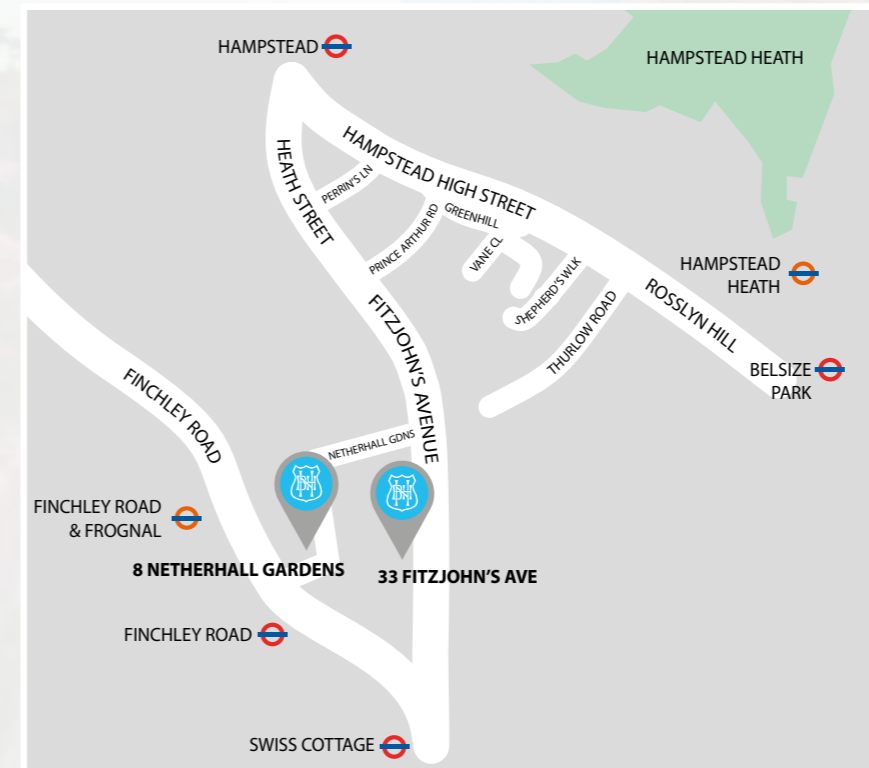 HAMPSTEAD
HAMPSTEAD HEATH
HAMPSTEAD HIGH STREET
HEATH STREET
PERRIN'S LN
GREENHILL
PRINCE ARTHUR RD
VANE CL
SHEPHERD'S WLK
HAMPSTEAD
HEATH
ROSSLYN HILL
THURLOW ROAD
FITZJOHN'S AVENUE
BELSIZE
PARK
FINCHLEY ROAD
NETHERHALL GDNS
FINCHLEY ROAD
& FROGNAL
8 NETHERHALL GARDENS
33 FITZJOHN'S AVE
FINCHLEY ROAD
SWISS COTTAGE